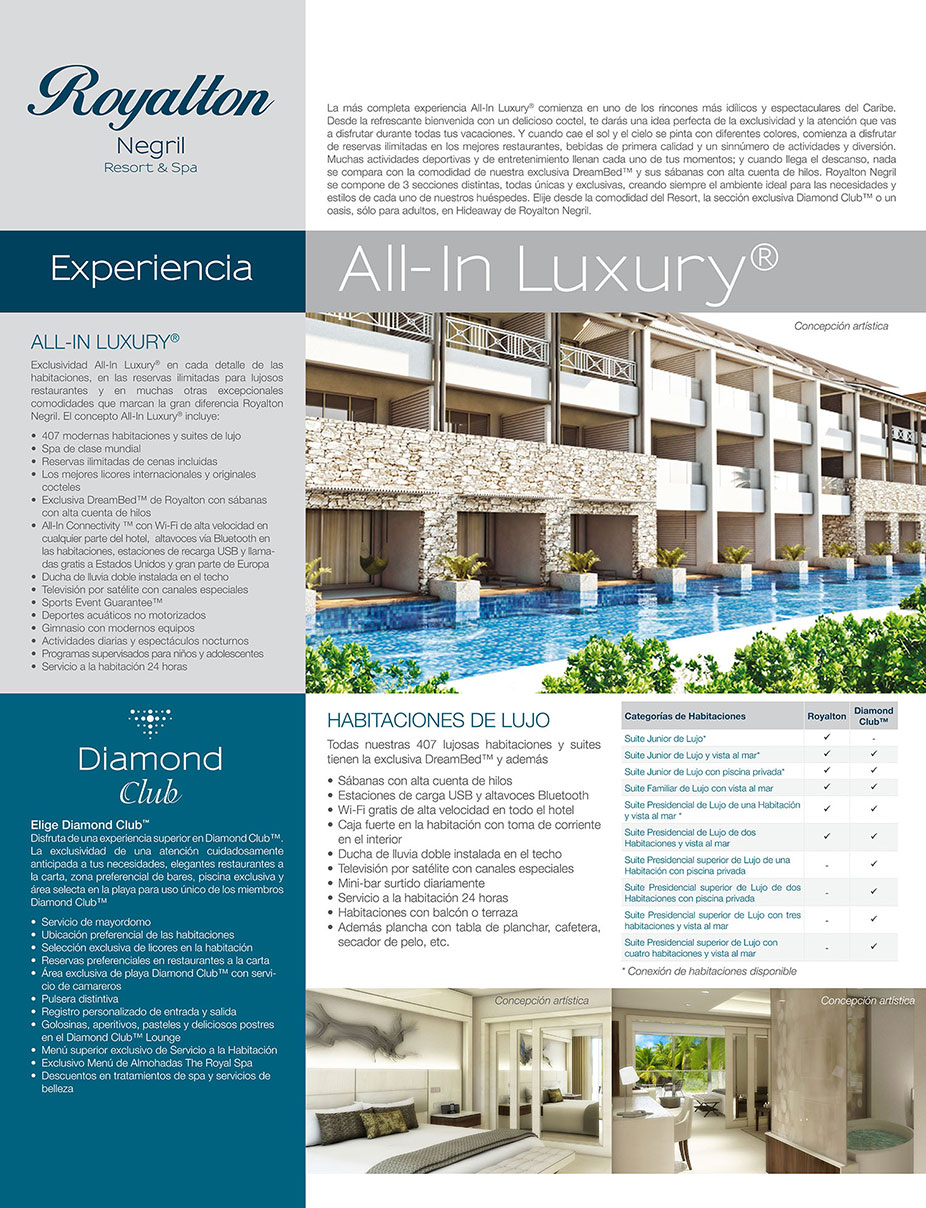 Royalton
Negril
Resort & Spa
La más completa experiencia All-In Luxury® comienza en uno de los rincones más idílicos y espectaculares del Caribe.
Desde la refrescante bienvenida con un delicioso coctel, te darás una idea perfecta de la exclusividad y la atención que vas
a disfrutar durante todas tus vacaciones. Y cuando cae el sol y el cielo se pinta con diferentes colores, comienza a disfrutar
de reservas ilimitadas en los mejores restaurantes, bebidas de primera calidad y un sinnúmero de actividades y diversión.
Muchas actividades deportivas y de entretenimiento llenan cada uno de tus momentos; y cuando llega el descanso, nada
se compara con la comodidad de nuestra exclusiva DreamBed™ y sus sábanas con alta cuenta de hilos. Royalton Negril
se compone de 3 secciones distintas, todas únicas y exclusivas, creando siempre el ambiente ideal para las necesidades y
estilos de cada uno de nuestros huéspedes. Elije desde la comodidad del Resort, la sección exclusiva Diamond Club™ o un
oasis, sólo para adultos, en Hideaway de Royalton Negril.
Experiencia
All-In Luxury®
Concepción artística
ALL-IN LUXURY®
Exclusividad All-In Luxury® en cada detalle de las
habitaciones, en las reservas ilimitadas para lujosos
restaurantes y en muchas otras excepcionales
comodidades que marcan la gran diferencia Royalton
Negril. El concepto All-In Luxury® incluye:
• 407 modernas habitaciones y suites de lujo
• Spa de clase mundial
• Reservas ilimitadas de cenas incluidas
• Los mejores licores internacionales y originales
cocteles
• Exclusiva DreamBed™ de Royalton con sábanas
con alta cuenta de hilos
• All-In Connectivity ™ con Wi-Fi de alta velocidad en
cualquier parte del hotel, altavoces vía Bluetooth en
las habitaciones, estaciones de recarga USB y llama-
das gratis a Estados Unidos y gran parte de Europa
• Ducha de lluvia doble instalada en el techo
• Televisión por satélite con canales especiales
• Sports Event Guarantee™
• Deportes acuáticos no motorizados
• Gimnasio con modernos equipos
• Actividades diarias y espectáculos nocturnos
• Programas supervisados para niños y adolescentes
• Servicio a la habitación 24 horas
Diamond
Club
Elige Diamond Club™
Disfruta de una experiencia superior en Diamond Club™.
La exclusividad de una atención cuidadosamente
anticipada a tus necesidades, elegantes restaurantes a
la carta, zona preferencial de bares, piscina exclusiva y
área selecta en la playa para uso único de los miembros
Diamond Club™
• Servicio de mayordomo
• Ubicación preferencial de las habitaciones
• Selección exclusiva de licores en la habitación
• Reservas preferenciales en restaurantes a la carta
• Área exclusiva de playa Diamond Club™ con servi-
cio de camareros
• Pulsera distintiva
• Registro personalizado de entrada y salida
• Golosinas, aperitivos, pasteles y deliciosos postres
en el Diamond Club™ Lounge
• Menú superior exclusivo de Servicio a la Habitación
• Exclusivo Menú de Almohadas The Royal Spa
• Descuentos en tratamientos de spa y servicios de
belleza
HABITACIONES DE LUJO
Todas nuestras 407 lujosas habitaciones y suites
tienen la exclusiva DreamBed™ y además
• Sábanas con alta cuenta de hilos
• Estaciones de carga USB y altavoces Bluetooth
• Wi-Fi gratis de alta velocidad en todo el hotel
• Caja fuerte en la habitación con toma de corriente
en el interior
• Ducha de lluvia doble instalada en el techo
• Televisión por satélite con canales especiales
• Mini-bar surtido diariamente
• Servicio a la habitación 24 horas
• Habitaciones con balcón o terraza
• Además plancha con tabla de planchar, cafetera,
secador de pelo, etc.
Categorías de Habitaciones Royalton Diamond Club™
Suite Junior de Lujo* ✓ -
Suite Junior de Lujo y vista al mar* ✓ ✓
Suite Junior de Lujo con piscina privada* ✓ ✓
Suite Familiar de Lujo con vista al mar ✓ ✓
Suite Presidencial de Lujo de una Habitación
y vista al mar * ✓ ✓
Suite Presidencial de Lujo de dos
Habitaciones y vista al mar ✓ ✓
Suite Presidencial superior de Lujo de una
Habitación con piscina privada - ✓
Suite Presidencial superior de Lujo de dos
Habitaciones con piscina privada - ✓
Suite Presidencial superior de Lujo con tres
habitaciones y vista al mar - ✓
Suite Presidencial superior de Lujo con
cuatro habitaciones y vista al mar - ✓
* Conexión de habitaciones disponible
Concepción artística
Concepción artística